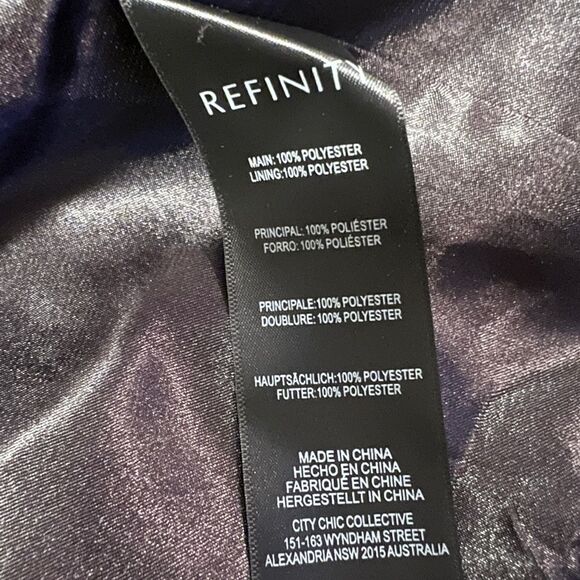 REFINITY
MAIN:100% POLYESTER
LINING:100% POLYESTER
PRINCIPAL:100% POLIÉSTER
FORRO: 100% POLIÉSTER
PRINCIPALE:100% POLYESTER
DOUBLURE: 100% POLYESTER
HAUPTSÄCHLICH:100% POLYESTER
FUTTER:100% POLYESTER
MADE IN CHINA
HECHO EN CHINA
FABRIQUÉ EN CHINE
HERGESTELLT IN CHINA
CITY CHIC COLLECTIVE
151-163 WYNDHAM STREET
ALEXANDRIA NSW 2015 AUSTRALIA